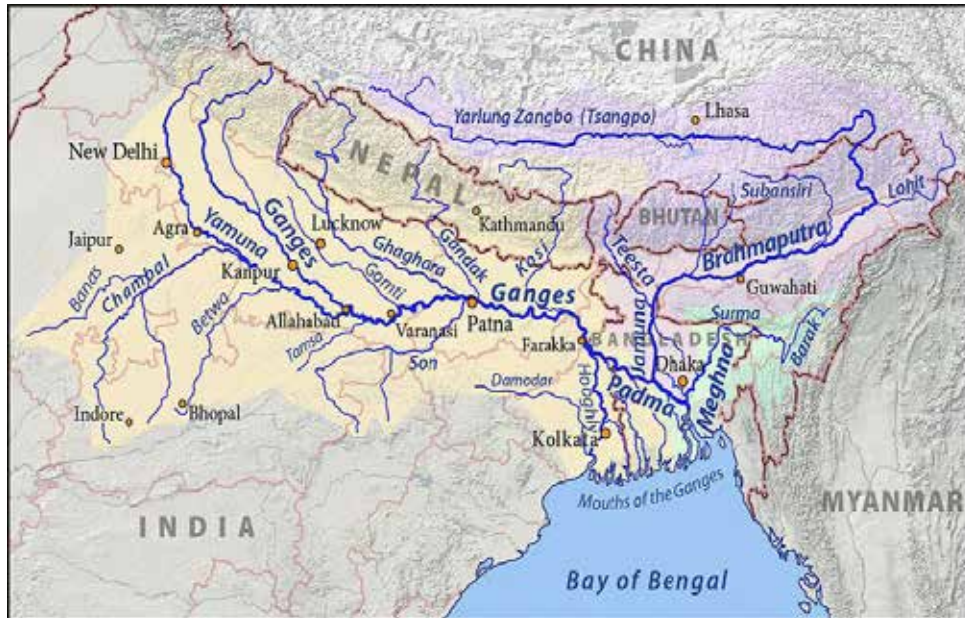 CHINA
Yarlung Zangbo (Tsangpo)
Lhasa
New Delhi
NEPAL
Subansiri
Lohit
BHUTAN
Kathmandu
Ganges
Lucknow
Agra
Yamuna
Jaipur
Ghaghara
Gandak
Kosi
Teesta
Brahmaputra
Banas
Chambal
Kanpur
Gomti
Guwahati
Betwa
Ganges
Jamuna
Surma
Allahabad
Varanasi
Patna
Barak
Tamsa
Farakka
BANGLADESH
Son
Dhaka
Hooghly
Padma
(Meghna)
Damodar
Indore
Bhopal
Kolkata
Mouths of the Ganges
INDIA
MYANMAR
Bay of Bengal